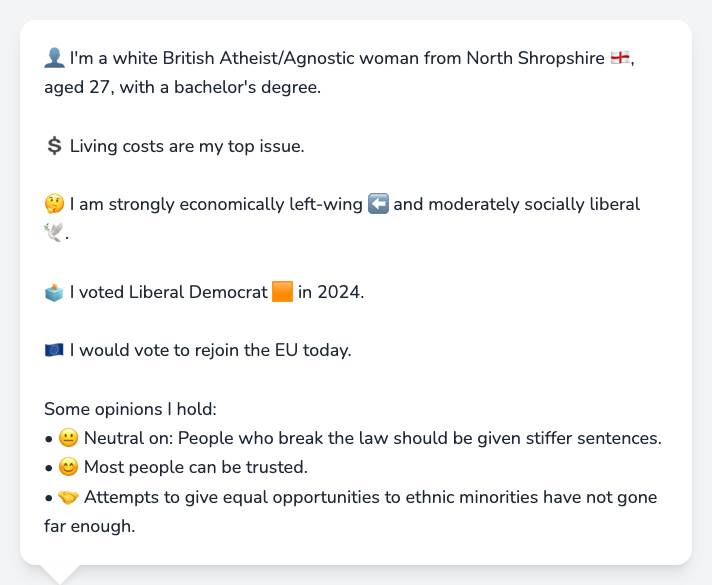 👤 I'm a white British Atheist/Agnostic woman from North Shropshire 🏴󠁧󠁢󠁥󠁮󠁧󠁿,
aged 27, with a bachelor's degree.
💲 Living costs are my top issue.
🤔 I am strongly economically left-wing ⬅️ and moderately socially liberal
🕊️.
🗳️ I voted Liberal Democrat 🟧 in 2024.
🇪🇺 I would vote to rejoin the EU today.
Some opinions I hold:
• 😐 Neutral on: People who break the law should be given stiffer sentences.
• 😊 Most people can be trusted.
• 🤝 Attempts to give equal opportunities to ethnic minorities have not gone
far enough.